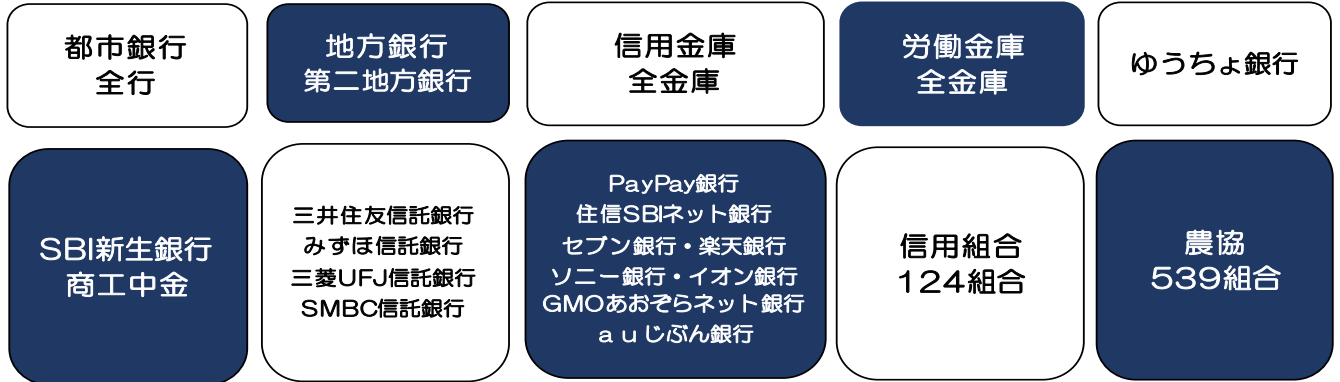 都市銀行
全行
地方銀行
第二地方銀行
信用金庫
全金庫
労働金庫
全金庫
ゆうちょ銀行
SBI新生銀行
商工中金
三井住友信託銀行
みずほ信託銀行
三菱UFJ信託銀行
SMBC信託銀行
PayPay銀行
住信SBIネット銀行
セブン銀行・楽天銀行
ソニー銀行・イオン銀行
GMOあおぞらネット銀行
auじぶん銀行
信用組合
124組合
農協
539組合